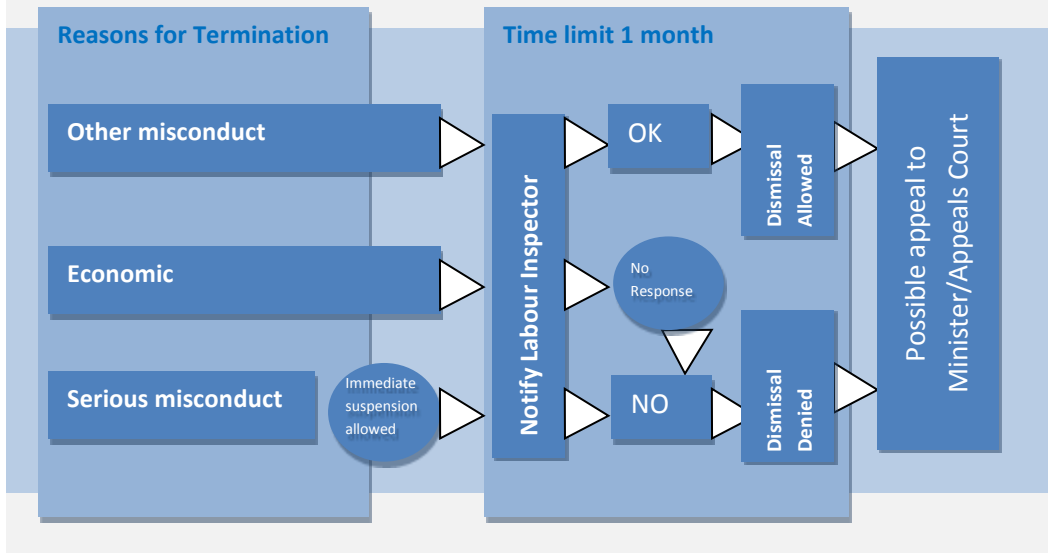 Reasons for Termination
Time limit 1 month
Other misconduct
Economic
Serious misconduct
Immediate
suspension
allowed
Notify Labour Inspector
OK
No
Response
NO
Dismissal
Allowed
Dismissal
Denied
Possible appeal to
Minister/Appeals Court